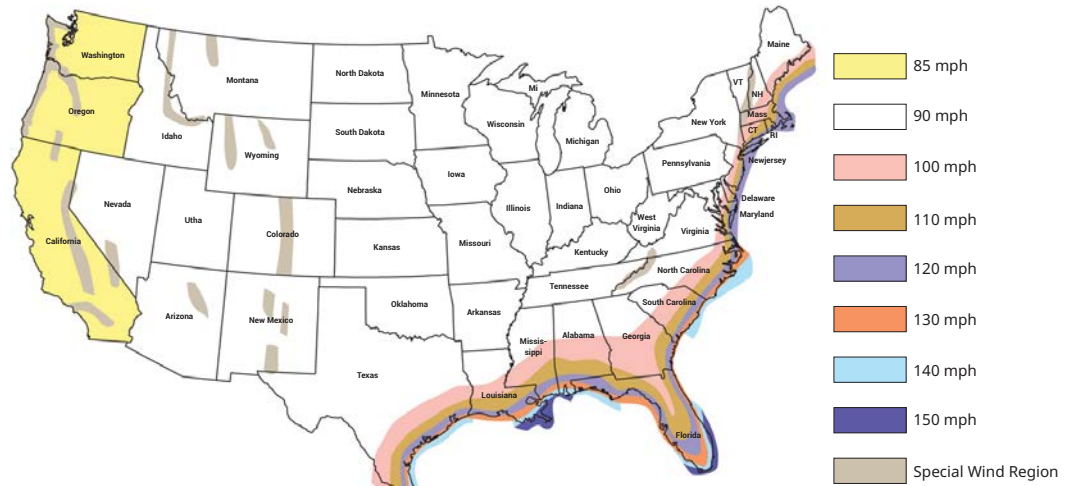 Washington
Oregon
California
Nevada
Idaho
Montana
Wyoming
Utha
Colorado
Arizona
New Mexico
North Dakota
South Dakota
Nebraska
Kansas
Oklahoma
Texas
Minnesota
Iowa
Missouri
Arkansas
Louisiana
Wisconsin
Mi
Michigan
Illinois
Indiana
Ohio
Kentucky
Tennessee
Missis-
sippi
Alabama
Georgia
Florida
South Carolina
North Carolina
Virginia
West
Virginia
Pennsylvania
New York
VT
NH
Maine
Mass
CT
RI
Newjersey
Delaware
Maryland
85 mph
90 mph
100 mph
110 mph
120 mph
130 mph
140 mph
150 mph
Special Wind Region